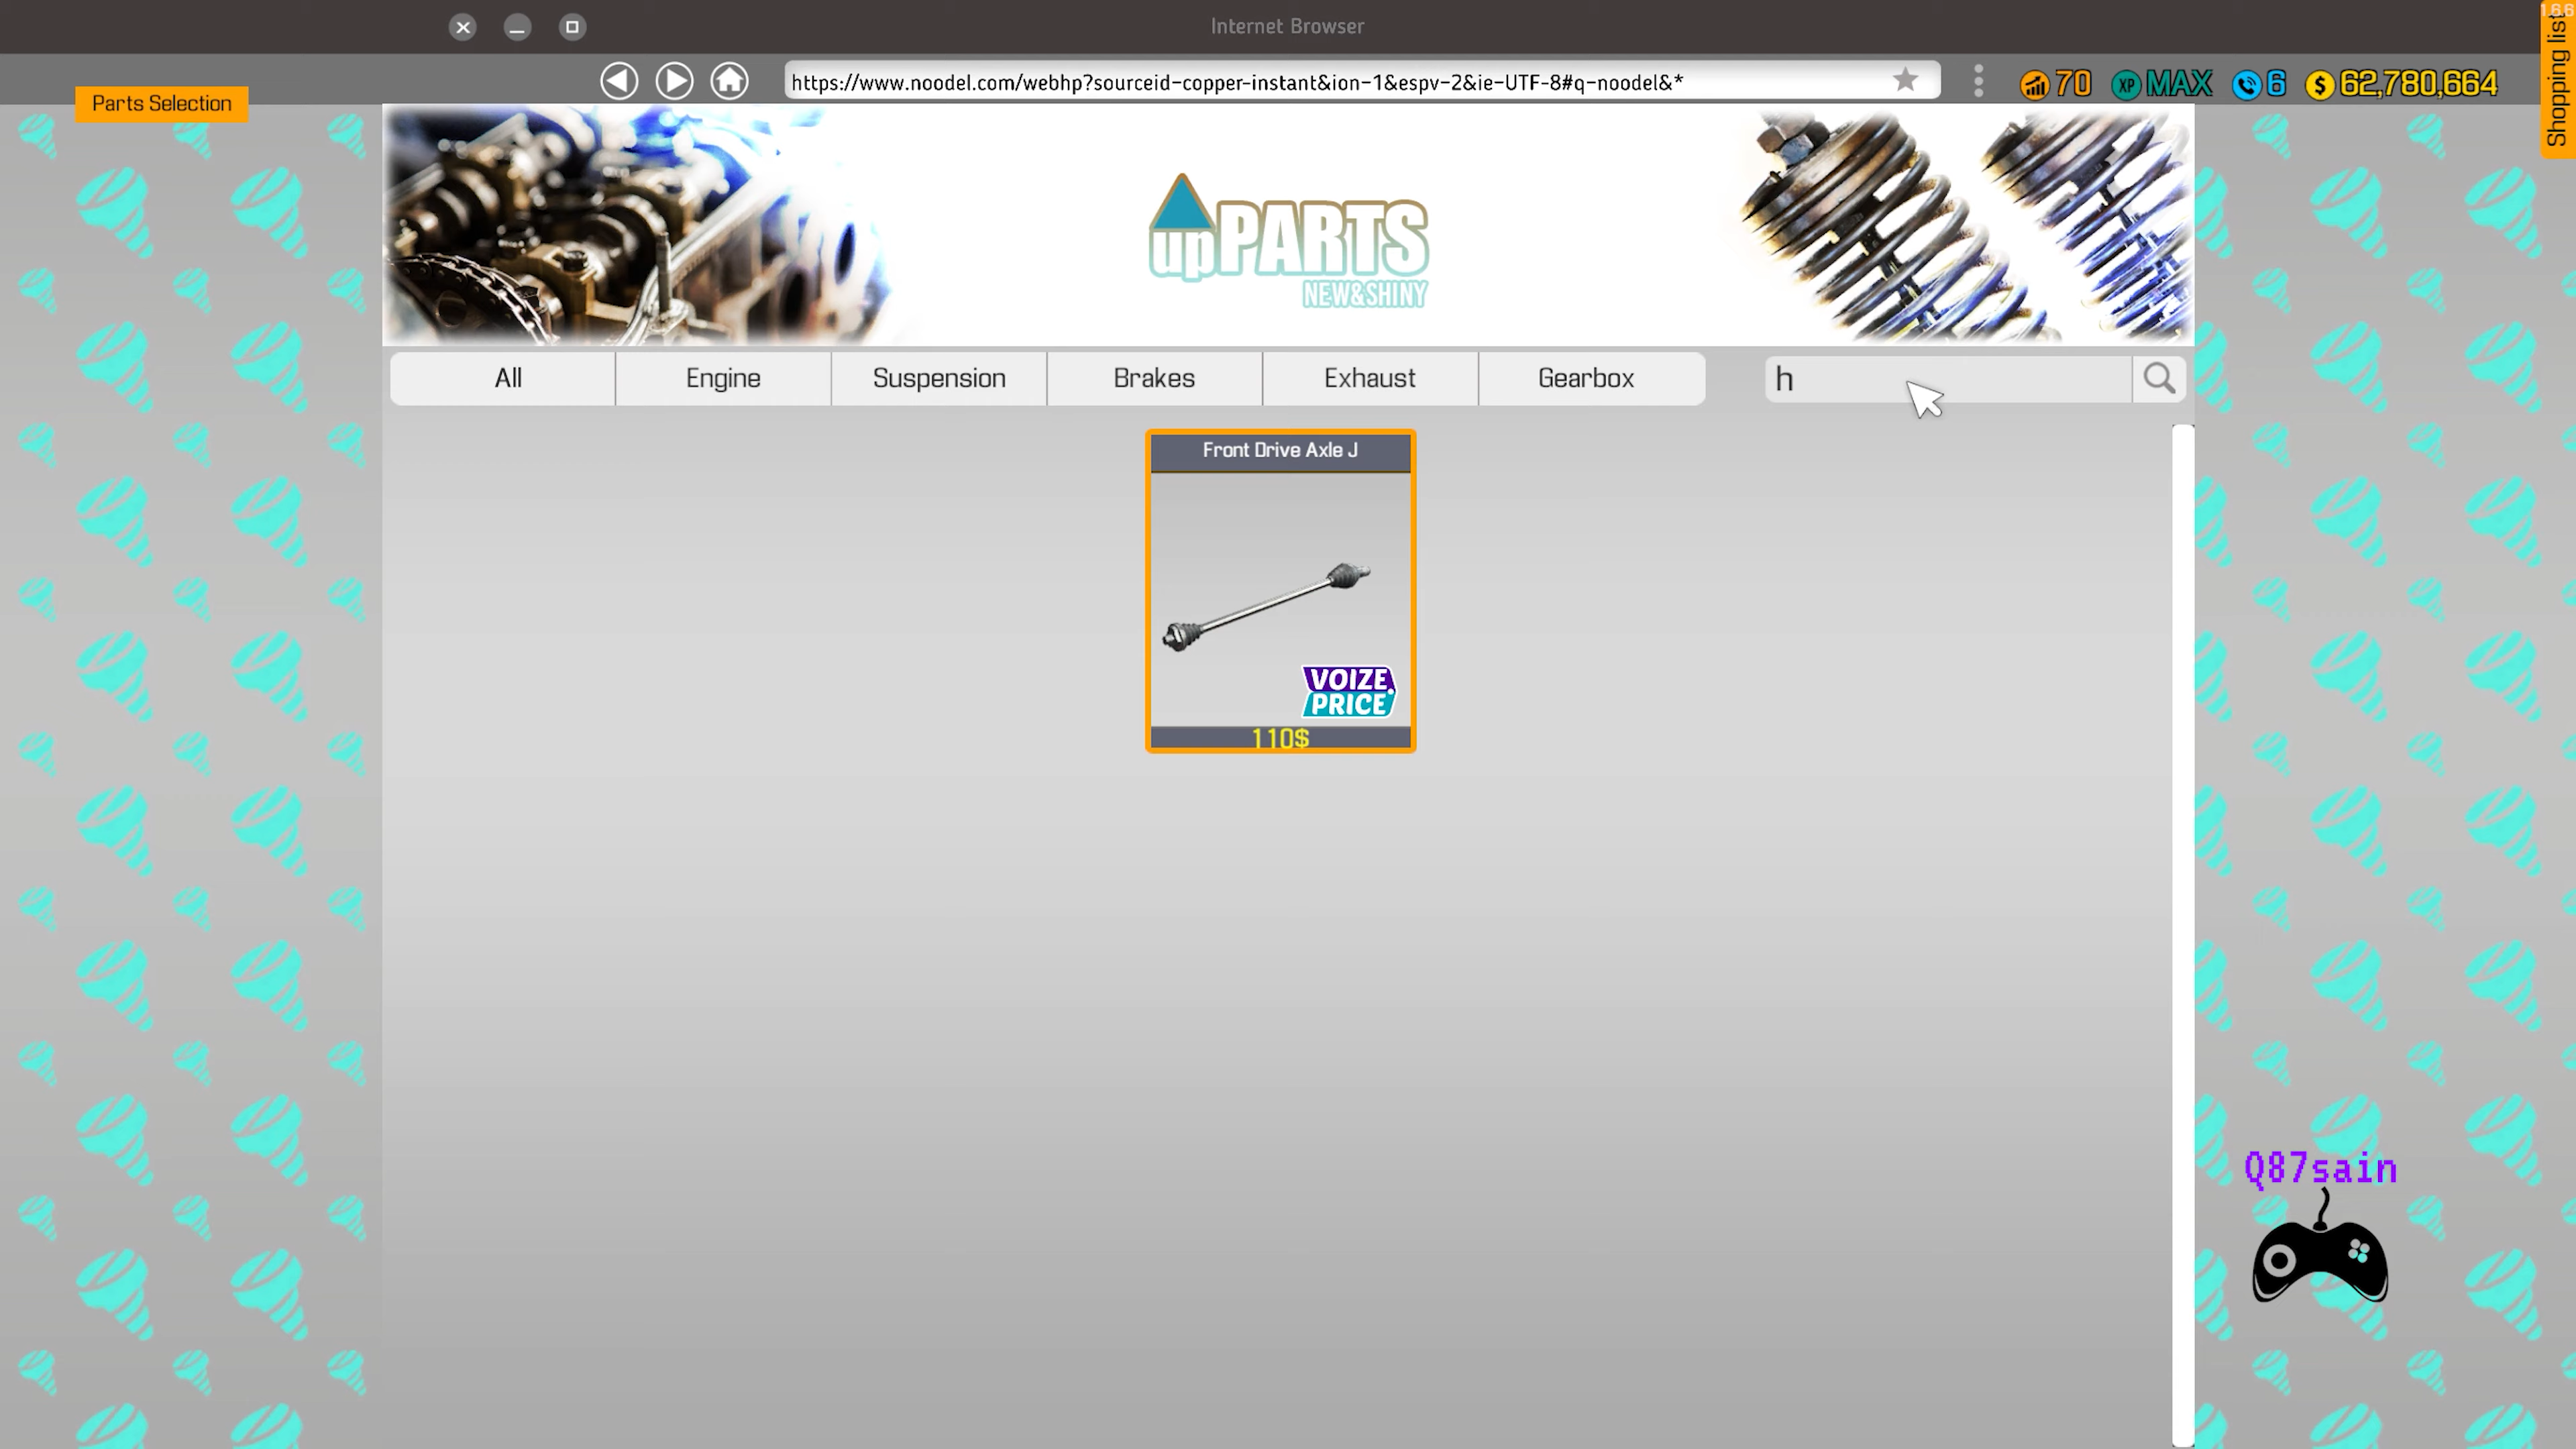 Internet Browser
166
Shopping list
https://www.noodel.com/webhp?sourceid-copper-instant&ion-1&espv-2&ie-UTF-8#q-noodel&*
70
XP MAX
6
$ 62,780,664
Parts Selection
upPARTS
NEW&SHINY
All
Engine
Suspension
Brakes
Exhaust
Gearbox
h
Front Drive Axle J
VOIZE.
PRICE
110$
Q87sain